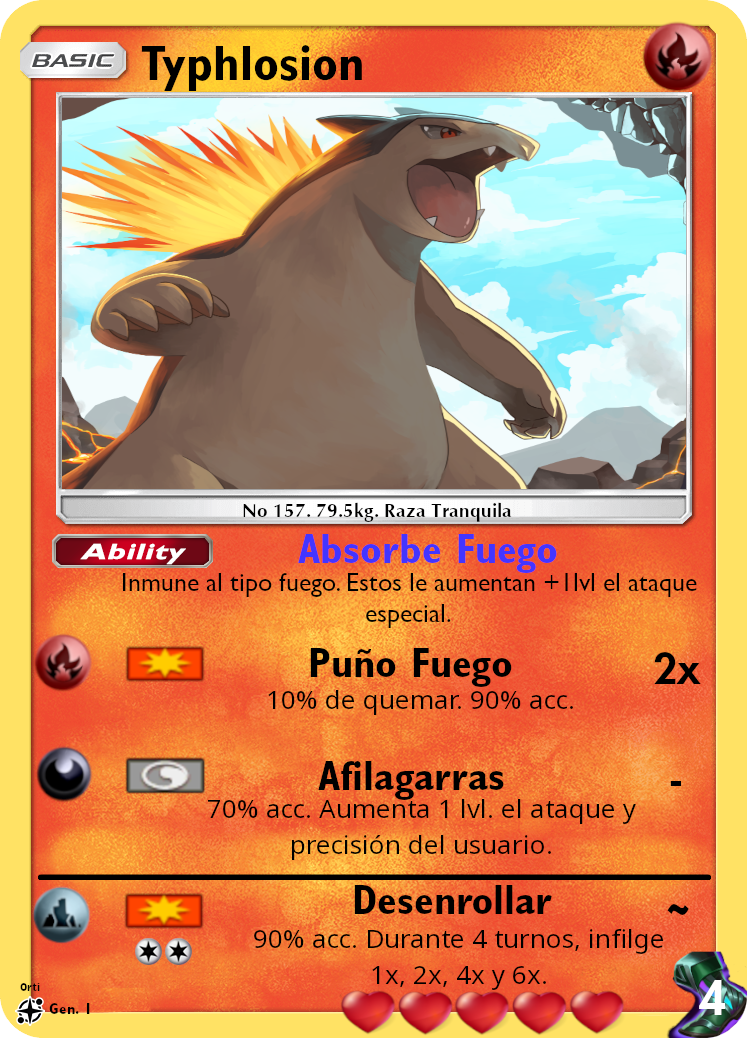 BASIC Typhlosion
No 157. 79.5kg. Raza Tranquila
Ability Absorbe Fuego
Inmune al tipo fuego. Estos le aumentan +1lvl el ataque
especial.
Puño Fuego 2x
10% de quemar. 90% acc.
Afilagarras -
70% acc. Aumenta 1 lvl. el ataque y
precisión del usuario.
Desenrollar ~
90% acc. Durante 4 turnos, infilge
1x, 2x, 4x y 6x.
Orti
Gen. I
4